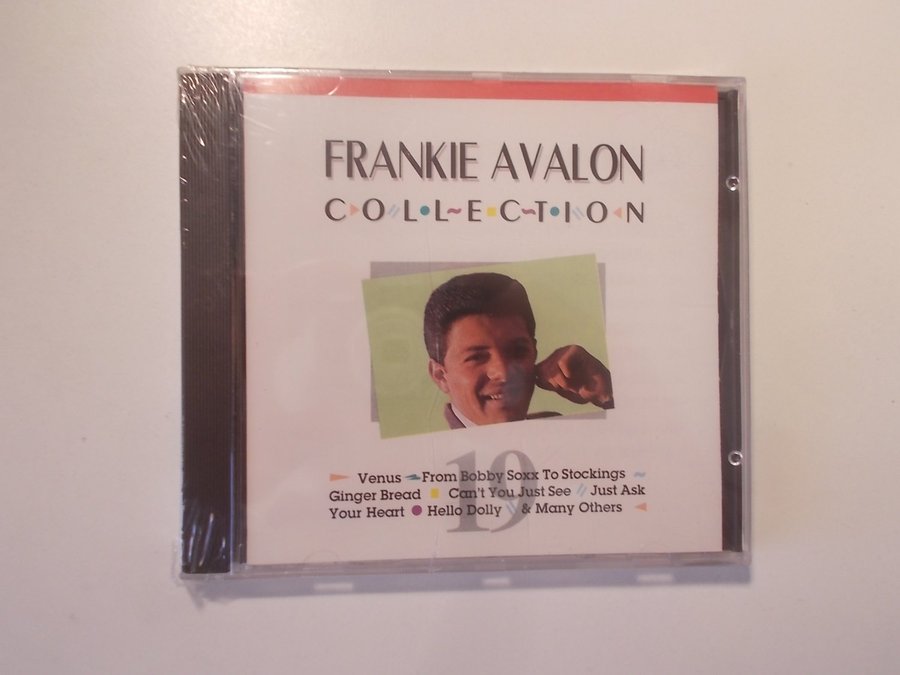 FRANKIE AVALON
COLLECTION
19
Venus From Bobby Soxx To Stockings
Ginger Bread Can't You Just See Just Ask
Your Heart Hello Dolly & Many Others